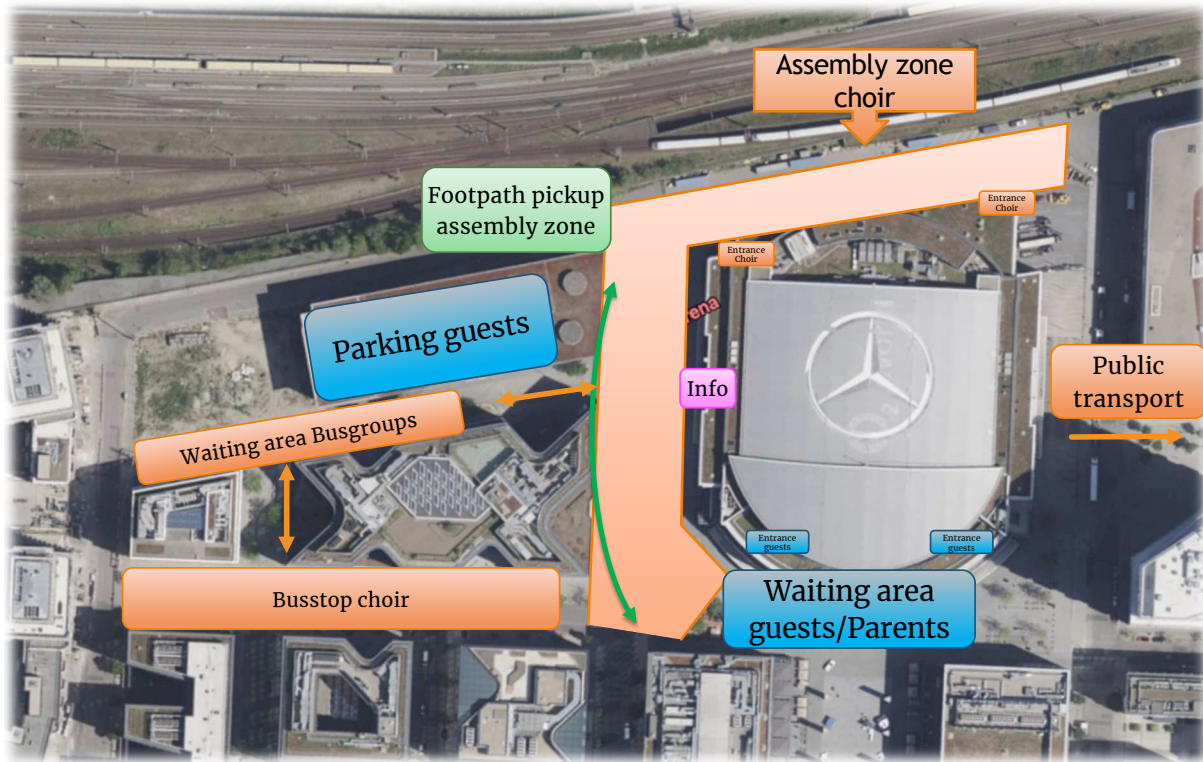 Assembly zone
choir
Footpath pickup
assembly zone
Entrance
Choir
Entrance
Choir
Parking guests
Info
Public
transport
Waiting area Busgroups
Entrance
guests
Entrance
guests
Busstop choir
Waiting area
guests/Parents